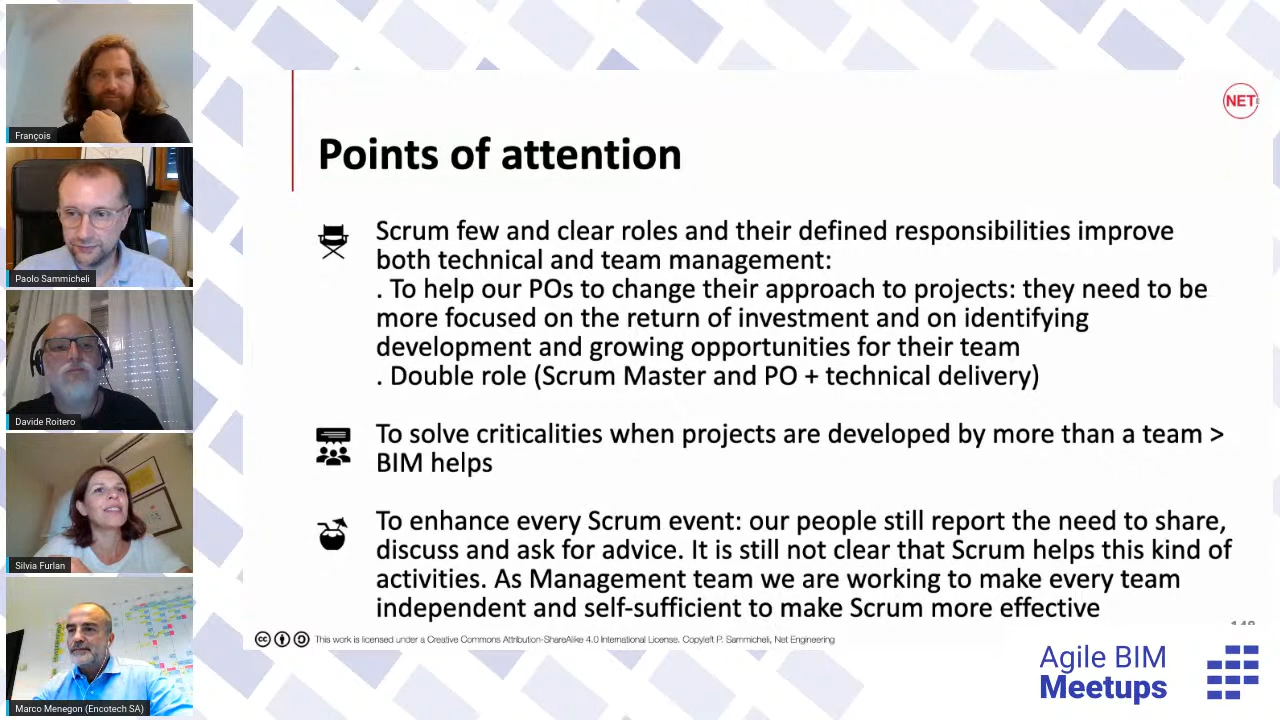 François
Paolo Sammicheli
Davide Roitero
Silvia Furlan
Marco Menegon (Encotech SA)
NET
Points of attention
Scrum few and clear roles and their defined responsibilities improve
both technical and team management:
. To help our POs to change their approach to projects: they need to be
more focused on the return of investment and on identifying
development and growing opportunities for their team
. Double role (Scrum Master and PO + technical delivery)
To solve criticalities when projects are developed by more than a team >
BIM helps
To enhance every Scrum event: our people still report the need to share,
discuss and ask for advice. It is still not clear that Scrum helps this kind of
activities. As Management team we are working to make every team
independent and self-sufficient to make Scrum more effective
This work is licensed under a Creative Commons Attribution-ShareAlike 4.0 International License. Copyleft P. Sammicheli, Net Engineering
Agile BIM
Meetups